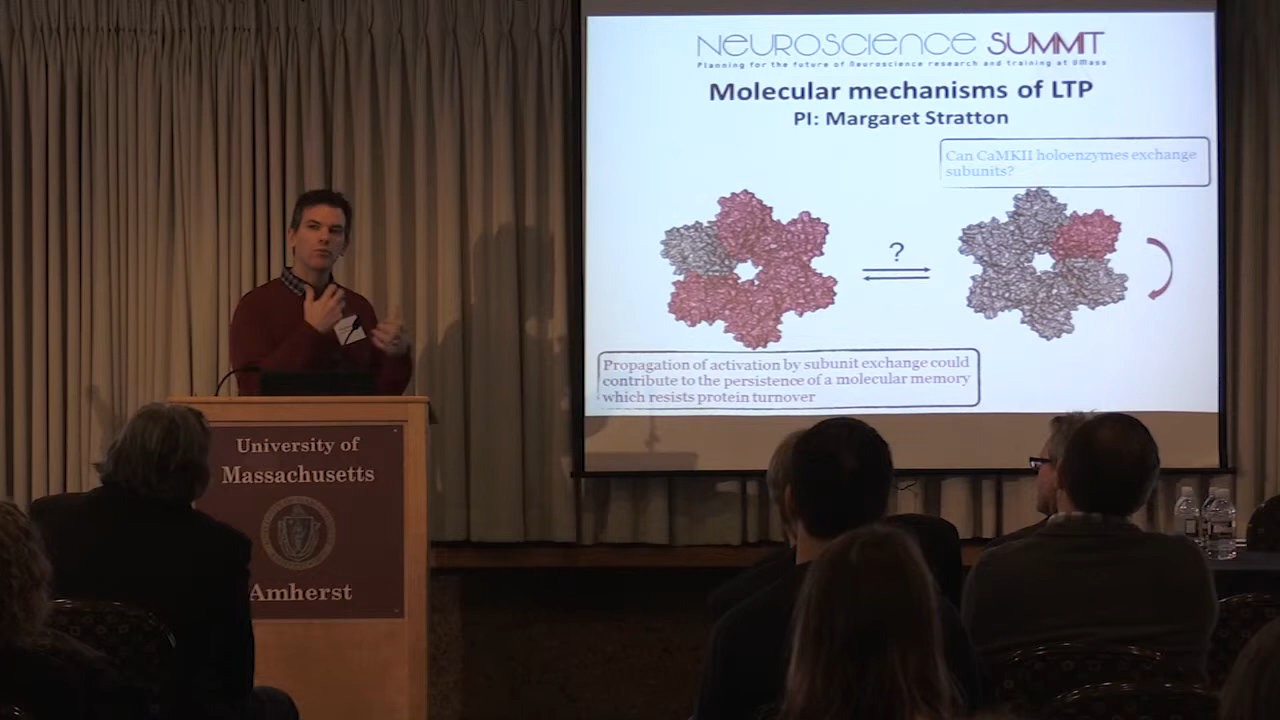 NEUROSCIENCE SUMMIT
Planning for the future of Neuroscience research and training at UMass
Molecular mechanisms of LTP
PI: Margaret Stratton
Can CaMKII holoenzymes exchange
subunits?
?
Propagation of activation by subunit exchange could
contribute to the persistence of a molecular memory
which resists protein turnover
University of
Massachusetts
Amherst